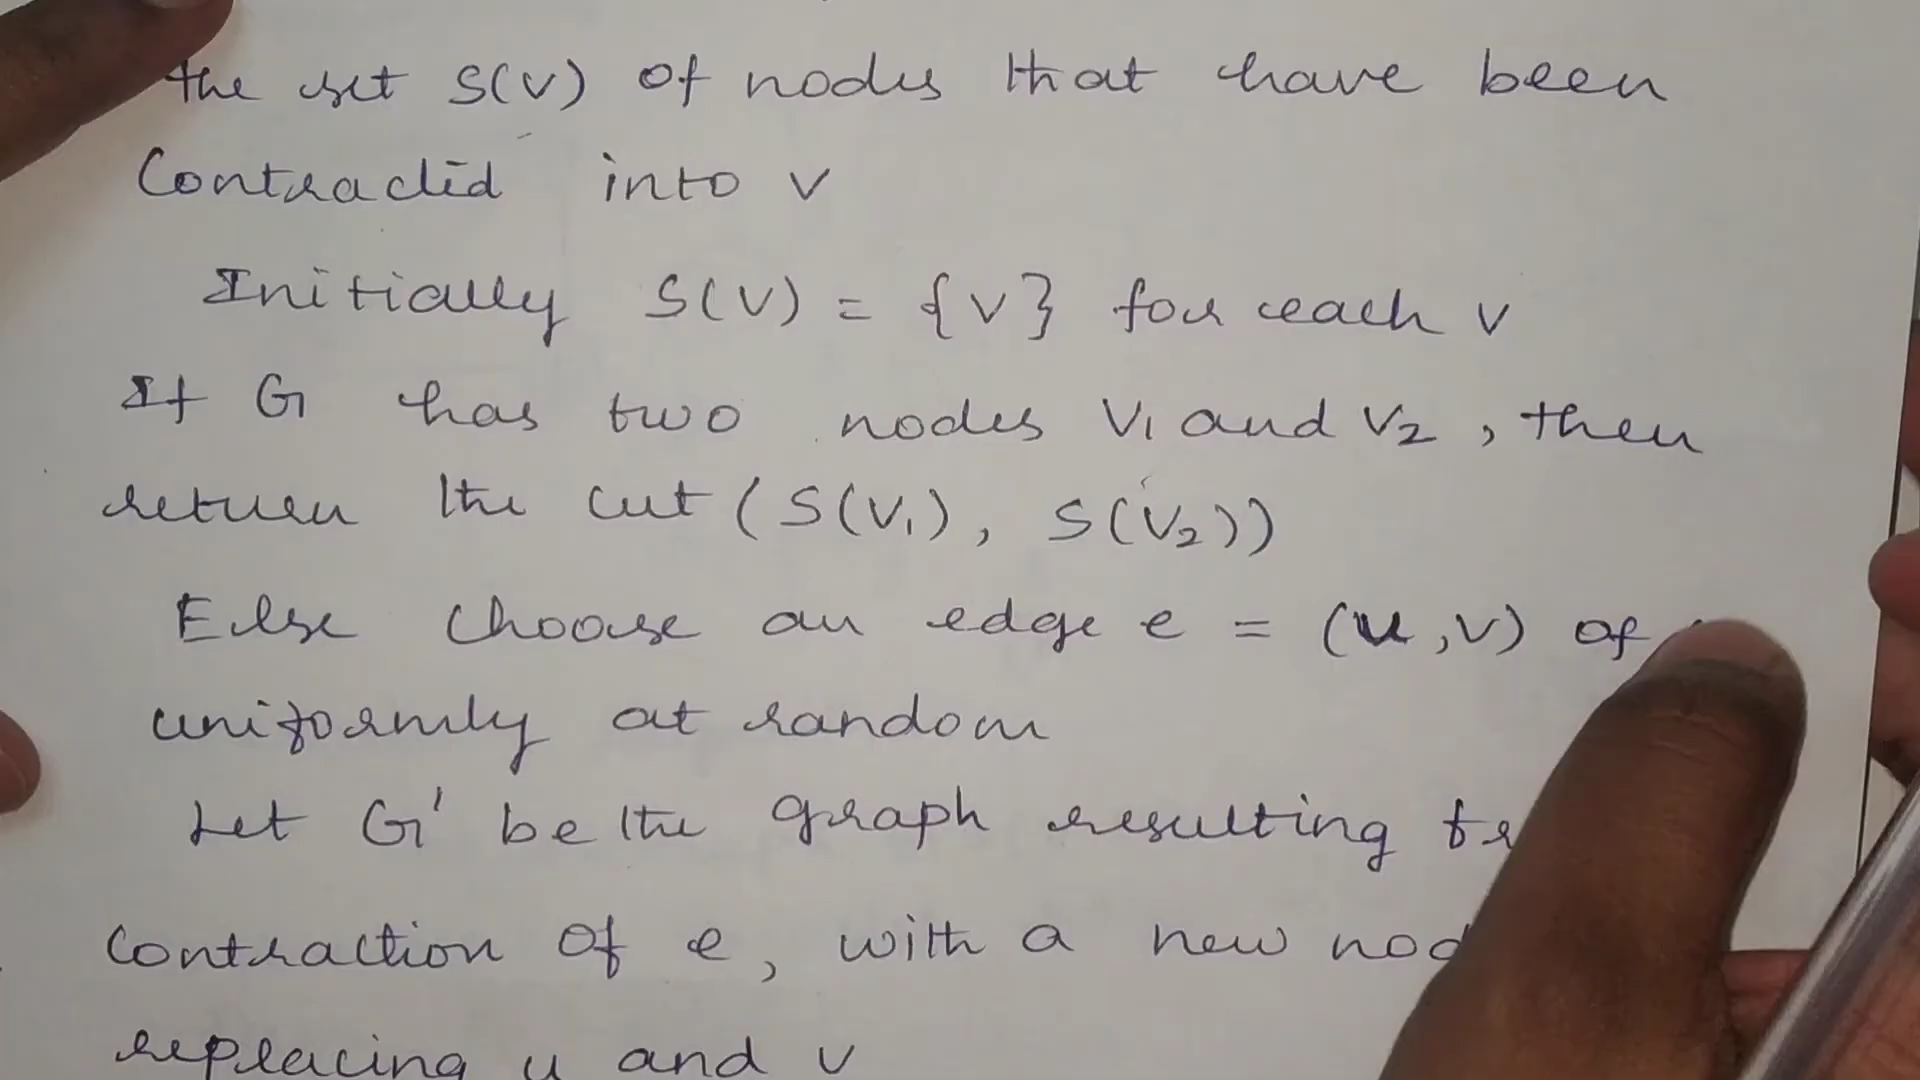 the set S(v) of nodes that have been
Contracted into v
Initially S(v) = {v} for each v
If G has two nodes V1 and V2, then
return the cut (S(V1), S(V2))
Else choose an edge e = (u,v) of
uniformly at random
Let G' be the graph resulting
contraction of e, with a new
replacing u and v